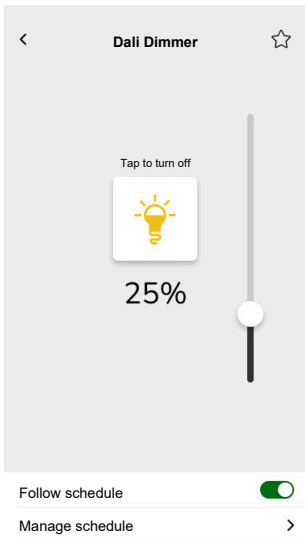 Dali Dimmer
Tap to turn off
25%
Follow schedule
Manage schedule